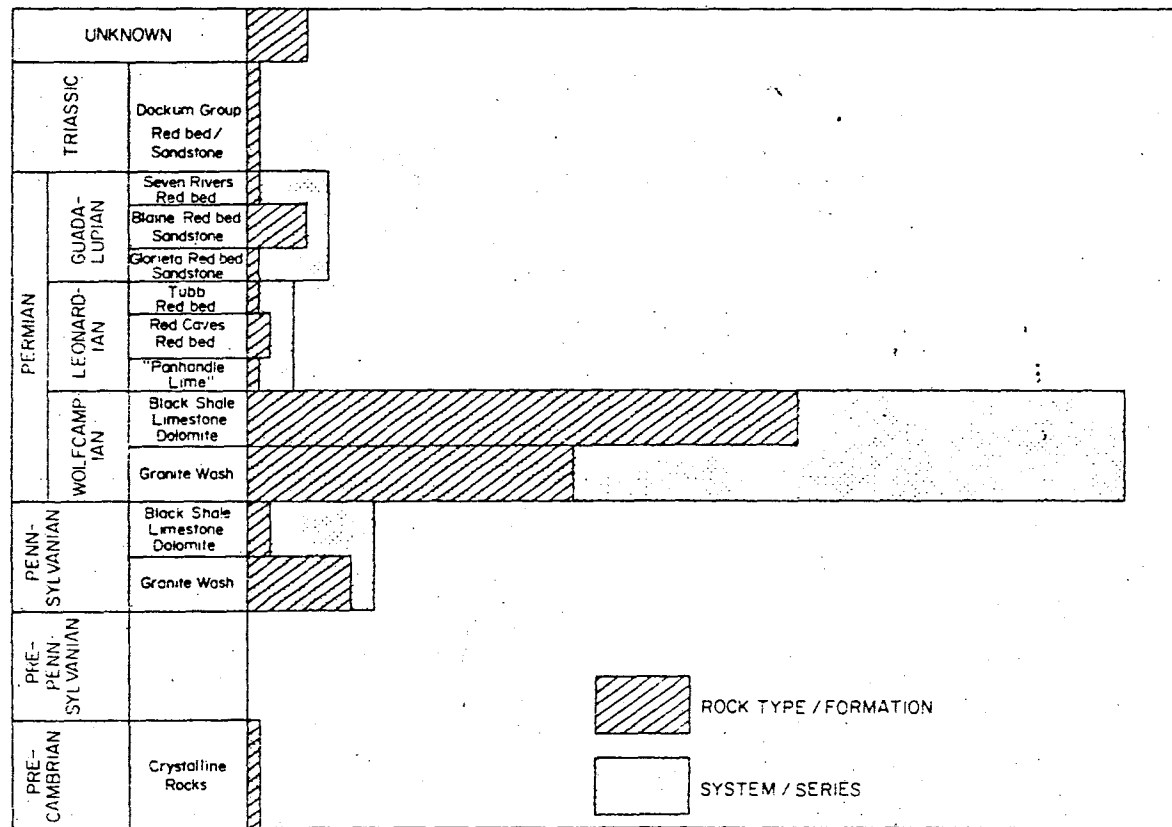 UNKNOWN
TRIASSIC
Dockum Group
Red bed /
Sandstone
PERMIAN
GUADA-
LUPIAN
Seven Rivers
Red bed
Blaine Red bed
Sandstone
Glorieta Red bed
Sandstone
LEONARD-
IAN
Tubb
Red bed
Red Caves
Red bed
"Panhandle
Lime"
WOLFCAMP
IAN
Black Shale
Limestone
Dolomite
Granite Wash
PENN-
SYLVANIAN
Black Shale
Limestone
Dolomite
Granite Wash
PRE-
PENN-
SYLVANIAN
PRE-
CAMBRIAN
Crystalline
Rocks
ROCK TYPE / FORMATION
SYSTEM / SERIES